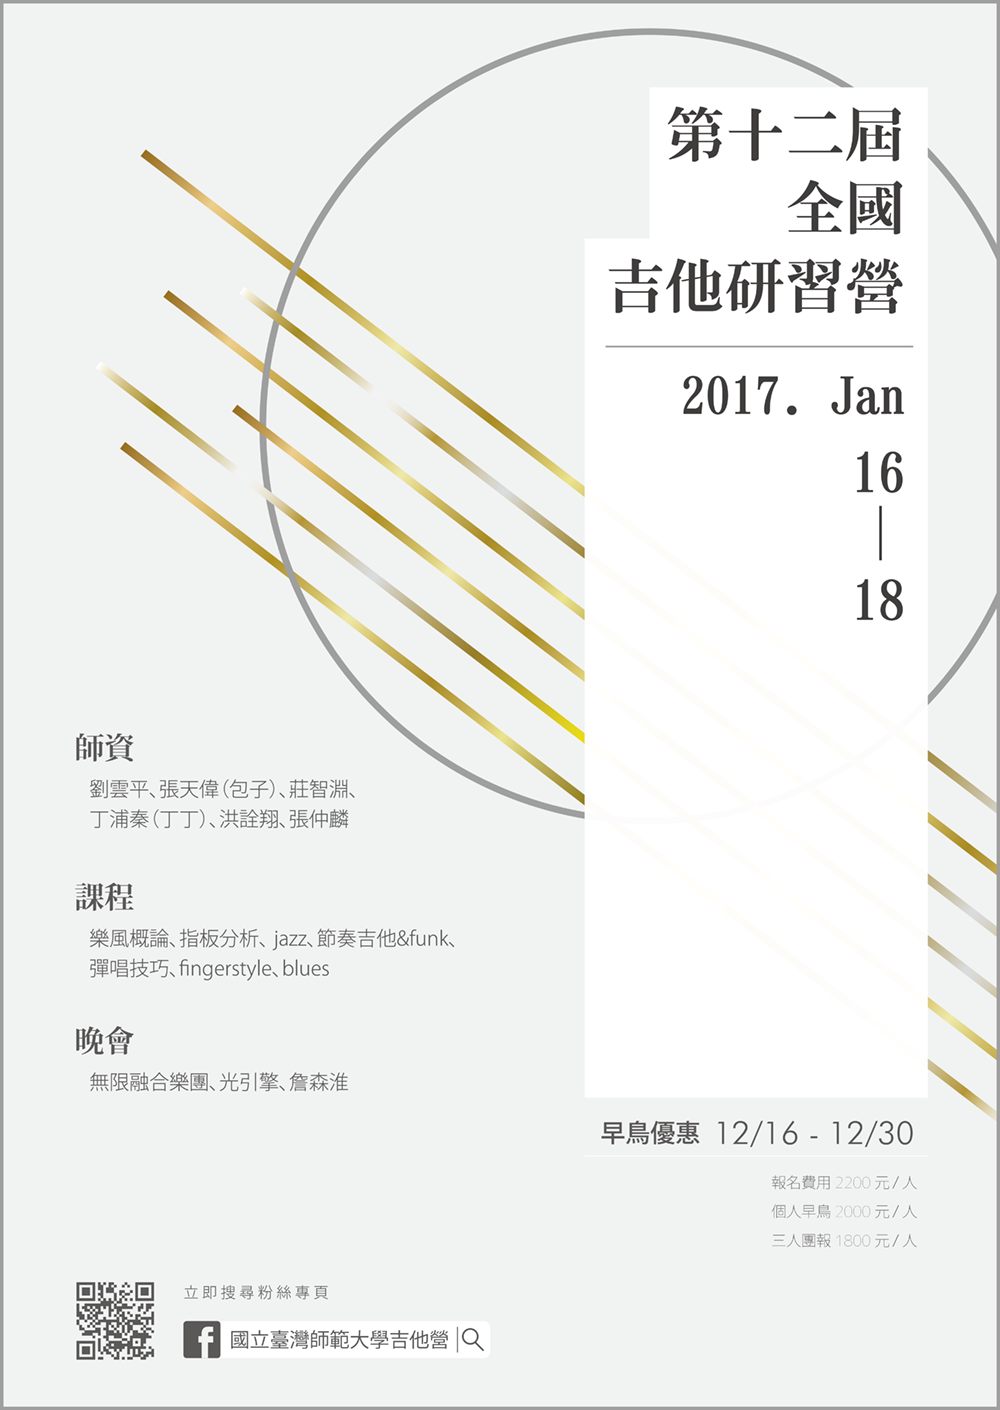 第十二屆
全國
吉他研習營
2017. Jan
16
|
18
師資
劉雲平、張天偉（包子）、莊智淵、
丁浦秦（丁丁）、洪詮翔、張仲麟
課程
樂風概論、指板分析、jazz、節奏吉他&funk、
彈唱技巧、fingerstyle、blues
晚會
無限融合樂團、光引擎、詹森淮
早鳥優惠 12/16 - 12/30
報名費用 2200 元/人
個人早鳥 2000 元/人
三人團報 1800 元/人
立即搜尋粉絲專頁
國立臺灣師範大學吉他營